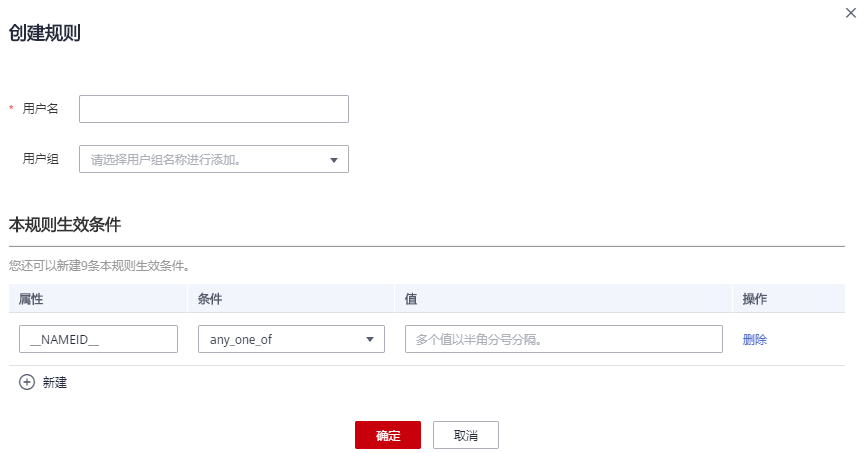 创建规则
* 用户名
用户组 请选择用户组名称进行添加。
本规则生效条件
您还可以新建9条本规则生效条件。
属性 条件 值 操作
__NAMEID__ any_one_of 多个值以半角分号分隔。 删除
新建
确定 取消